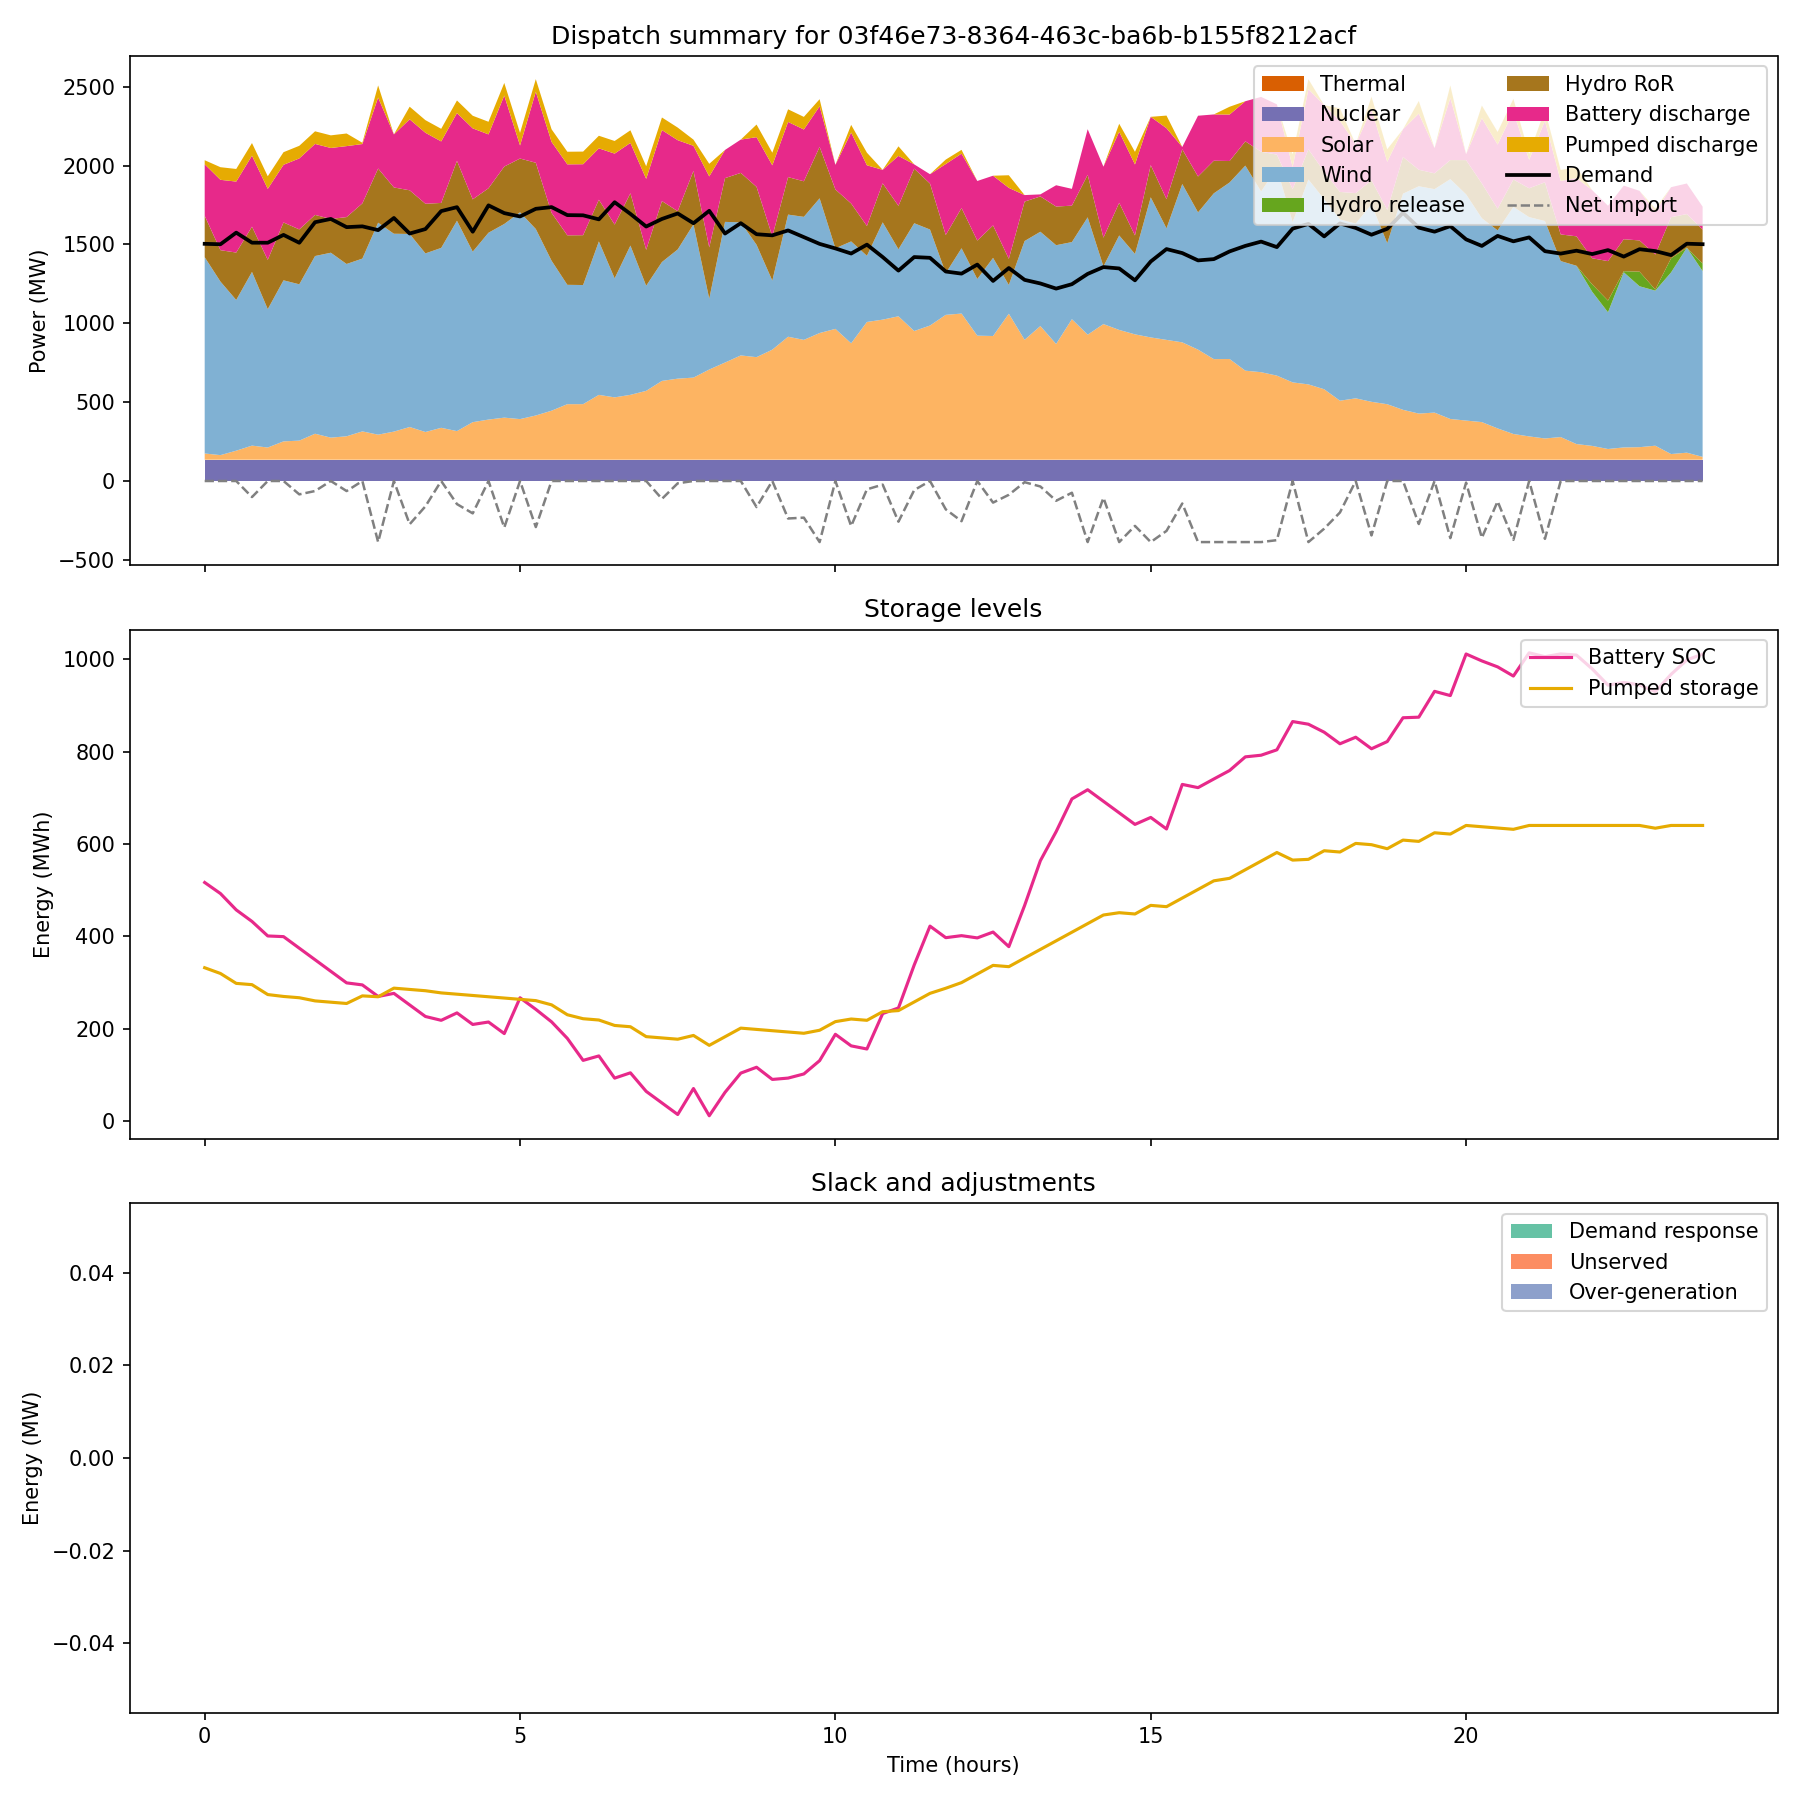 Dispatch summary for 03f46e73-8364-463c-ba6b-b155f8212acf
Power (MW)
2500
2000
1500
1000
500
0
−500
Thermal
Nuclear
Solar
Wind
Hydro release
Hydro RoR
Battery discharge
Pumped discharge
Demand
Net import
Storage levels
Energy (MWh)
1000
800
600
400
200
0
Battery SOC
Pumped storage
Slack and adjustments
Energy (MW)
0.04
0.02
0.00
−0.02
−0.04
Demand response
Unserved
Over-generation
0 5 10 15 20
Time (hours)